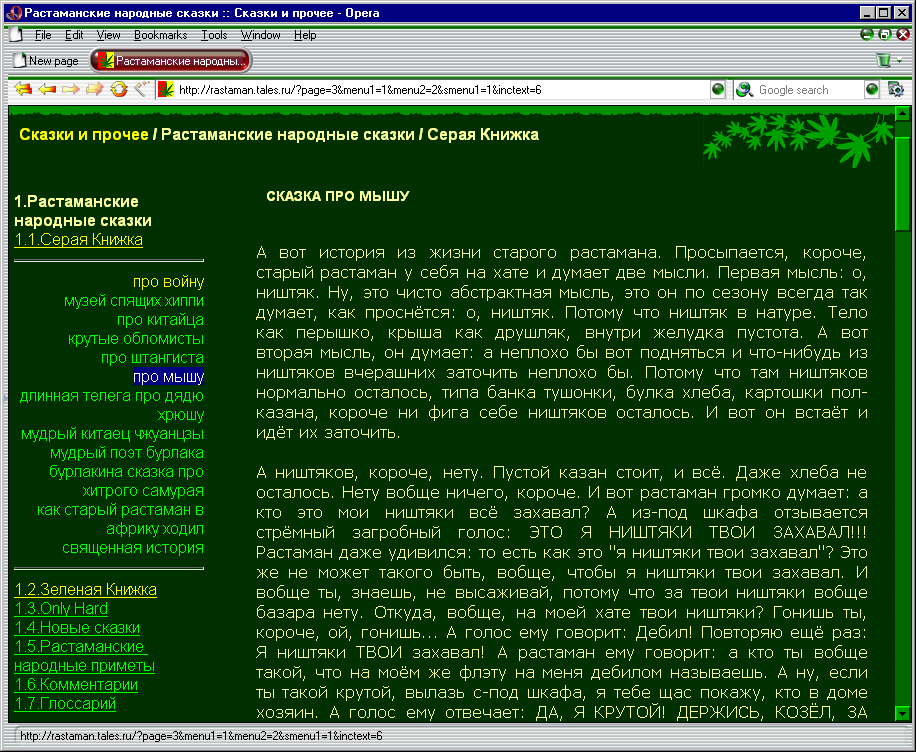 Растаманские народные сказки :: Сказки и прочее - Opera
File Edit View Bookmarks Tools Window Help
New page
Растаманские народны...
http://rastaman.tales.ru/?page=3&menu1=1&menu2=2&smenu1=1&inctext=6
Google search
Сказки и прочее / Растаманские народные сказки / Серая Книжка
1.Растаманские
народные сказки
1.1.Серая Книжка
про войну
музей спящих хиппи
про китайца
крутые обломисты
про штангиста
про мышу
длинная телега про дядю
хрюшу
мудрый китаец чжуанцзы
мудрый поэт бурлака
бурлакина сказка про
хитрого самурая
как старый растаман в
африку ходил
священная история
1.2.Зеленая Книжка
1.3.Only Hard
1.4.Новые сказки
1.5.Растаманские
народные приметы
1.6.Комментарии
1.7.Глоссарий
СКАЗКА ПРО МЫШУ
А вот история из жизни старого растамана. Просыпается, короче,
старый растаман у себя на хате и думает две мысли. Первая мысль: о,
ништяк. Ну, это чисто абстрактная мысль, это он по сезону всегда так
думает, как проснётся: о, ништяк. Потому что ништяк в натуре. Тело
как перышко, крыша как друшляк, внутри желудка пустота. А вот
вторая мысль, он думает: а неплохо бы вот подняться и что-нибудь из
ништяков вчерашних заточить неплохо бы. Потому что там ништяков
нормально осталось, типа банка тушонки, булка хлеба, картошки пол-
казана, короче ни фига себе ништяков осталось. И вот он встаёт и
идёт их заточить.
А ништяков, короче, нету. Пустой казан стоит, и всё. Даже хлеба не
осталось. Нету вобще ничего, короче. И вот растаман громко думает: а
кто это мои ништяки всё захавал? А из-под шкафа отзывается
стрёмный загробный голос: ЭТО Я НИШТЯКИ ТВОИ ЗАХАВАЛ!!!
Растаман даже удивился: то есть как это "я ништяки твои захавал"? Это
же не может такого быть, вобще, чтобы я ништяки твои захавал. И
вобще ты, знаешь, не высаживай, потому что за твои ништяки вобще
базара нету. Откуда, вобще, на моей хате твои ништяки? Гонишь ты,
короче, ой, гонишь... А голос ему говорит: Дебил! Повторяю ещё раз:
Я ништяки ТВОИ захавал! А растаман ему говорит: а кто ты вобще
такой, что на моём же флэту на меня дебилом называешь. А ну, если
ты такой крутой, вылазь с-под шкафа, я тебе щас покажу, кто в доме
хозяин. А голос ему отвечает: ДА, Я КРУТОЙ! ДЕРЖИСЬ, КОЗЁЛ, ЗА
http://rastaman.tales.ru/?page=3&menu1=1&menu2=2&smenu1=1&inctext=6